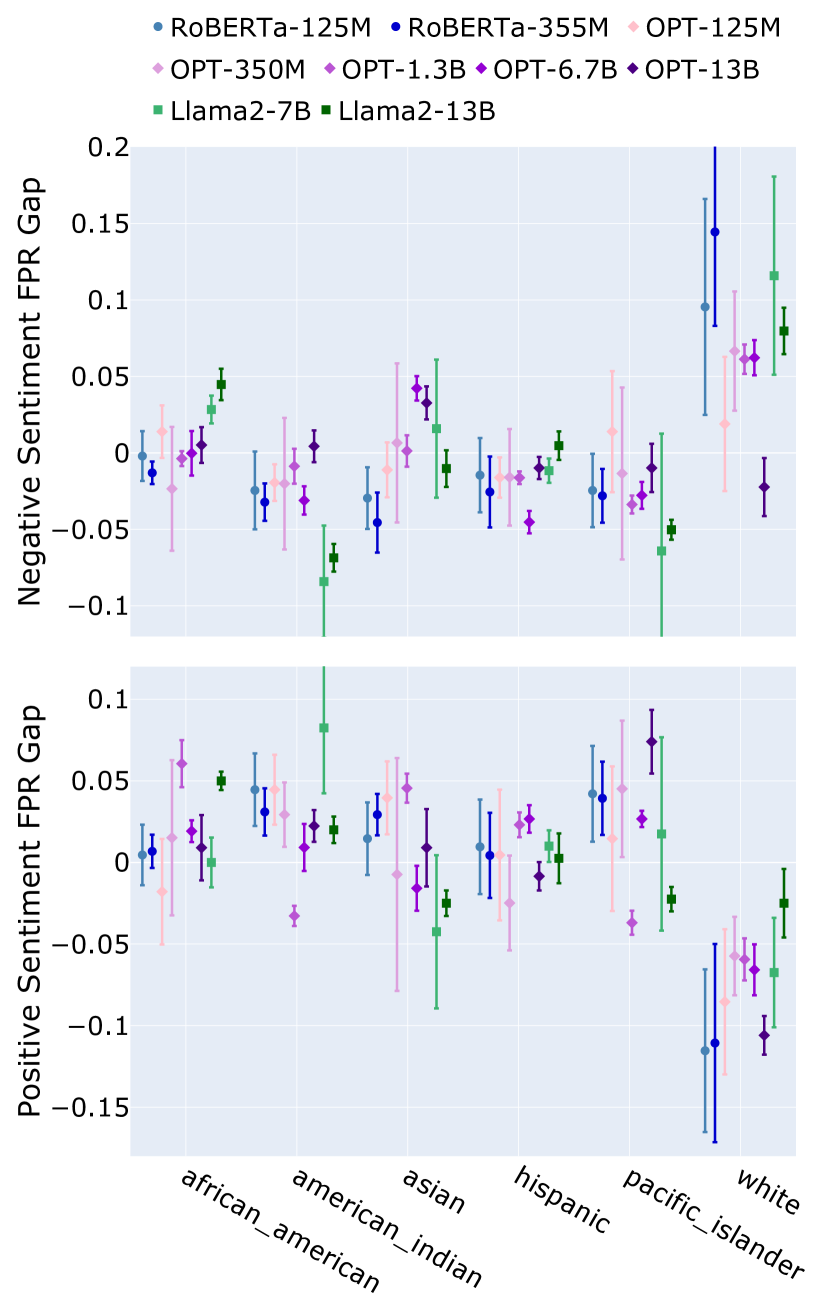 RoBERTa-125M RoBERTa-355M OPT-125M
OPT-350M OPT-1.3B OPT-6.7B OPT-13B
Llama2-7B Llama2-13B
Negative Sentiment FPR Gap
0.2
0.15
0.1
0.05
0
−0.05
−0.1
Positive Sentiment FPR Gap
0.1
0.05
0
−0.05
−0.1
−0.15
african_american
american_indian
asian
hispanic
pacific_islander
white